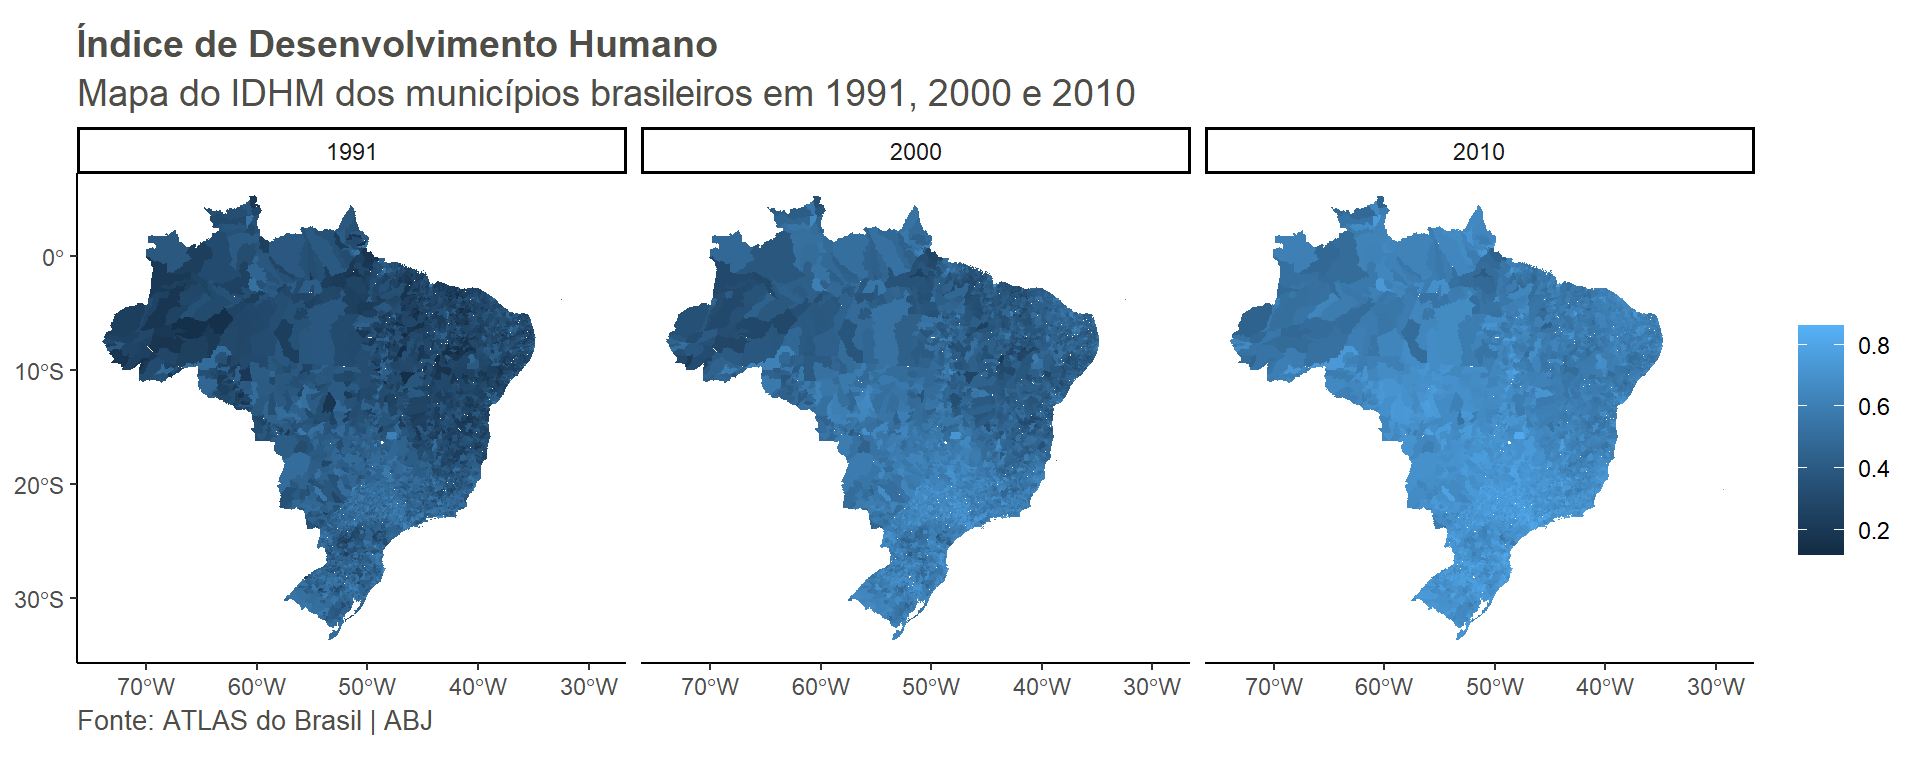 Índice de Desenvolvimento Humano
Mapa do IDHM dos municípios brasileiros em 1991, 2000 e 2010
1991 2000 2010
0°
10°S
20°S
30°S
0.8
0.6
0.4
0.2
70°W 60°W 50°W 40°W 30°W 70°W 60°W 50°W 40°W 30°W 70°W 60°W 50°W 40°W 30°W
Fonte: ATLAS do Brasil | ABJ